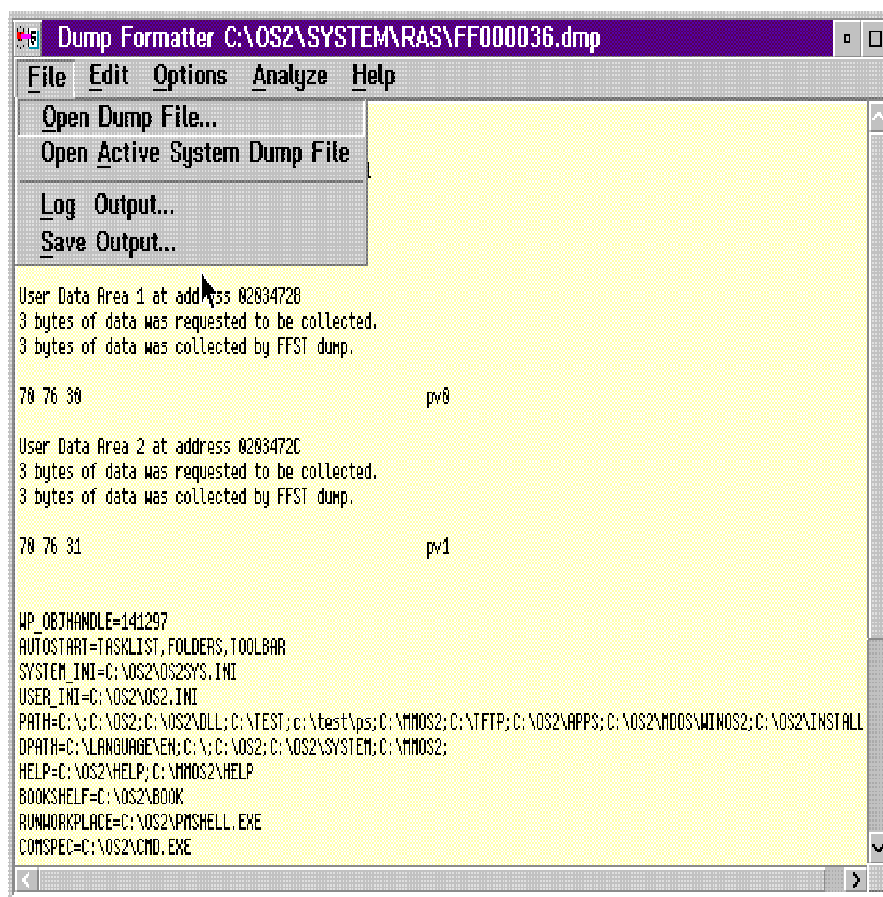 Dump Formatter C:\OS2\SYSTEM\RAS\FF000036.dmp
File Edit Options Analyze Help
Open Dump File...
Open Active System Dump File
Log Output...
Save Output...
User Data Area 1 at address 02034728
3 bytes of data was requested to be collected.
3 bytes of data was collected by FFST dump.
70 76 30 pv0
User Data Area 2 at address 0203472C
3 bytes of data was requested to be collected.
3 bytes of data was collected by FFST dump.
70 76 31 pv1
WP_OBJHANDLE=141297
AUTOSTART=TASKLIST,FOLDERS,TOOLBAR
SYSTEM_INI=C:\OS2\OS2SYS.INI
USER_INI=C:\OS2\OS2.INI
PATH=C:\;C:\OS2;C:\OS2\DLL;C:\TEST;c:\test\ps;C:\MMOS2;C:\TFTP;C:\OS2\APPS;C:\OS2\MDOS\WINOS2;C:\OS2\INSTALL
DPATH=C:\LANGUAGE\EN;C:\;C:\OS2;C:\OS2\SYSTEM;C:\MMOS2;
HELP=C:\OS2\HELP;C:\MMOS2\HELP
BOOKSHELF=C:\OS2\BOOK
RUNWORKPLACE=C:\OS2\PMSHELL.EXE
COMSPEC=C:\OS2\CMD.EXE